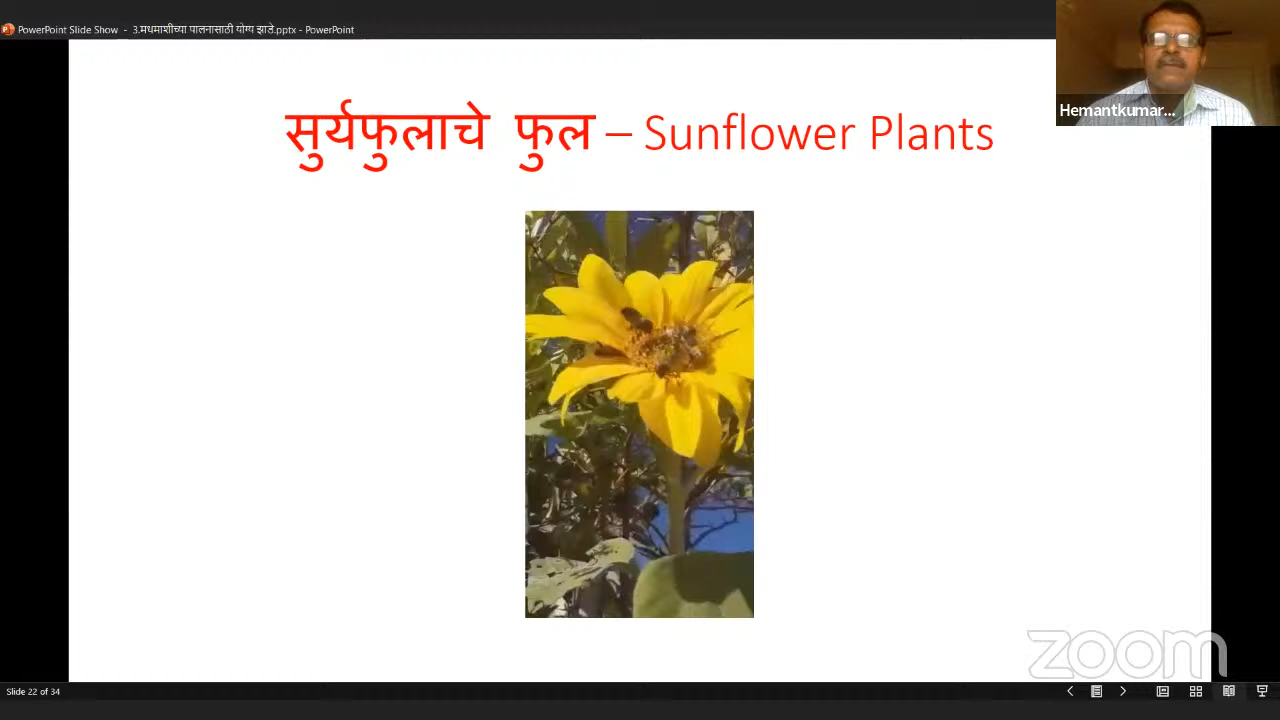 PowerPoint Slide Show - 3.मधमाशीच्या पालनासाठी योग्य झाडे.pptx - PowerPoint
Hemantkumar...
सुर्यफुलाचे फुल – Sunflower Plants
zoom
Slide 22 of 34